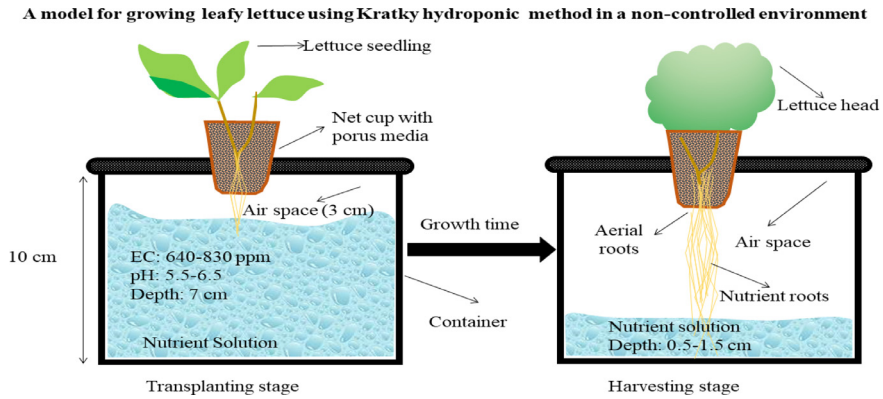 A model for growing leafy lettuce using Kratky hydroponic method in a non-controlled environment
Lettuce seedling
Net cup with
porus media
Air space (3 cm)
10 cm
EC: 640-830 ppm
pH: 5.5-6.5
Depth: 7 cm
Nutrient Solution
Container
Transplanting stage
Growth time
Lettuce head
Aerial
roots
Air space
Nutrient roots
Nutrient solution
Depth: 0.5-1.5 cm
Harvesting stage